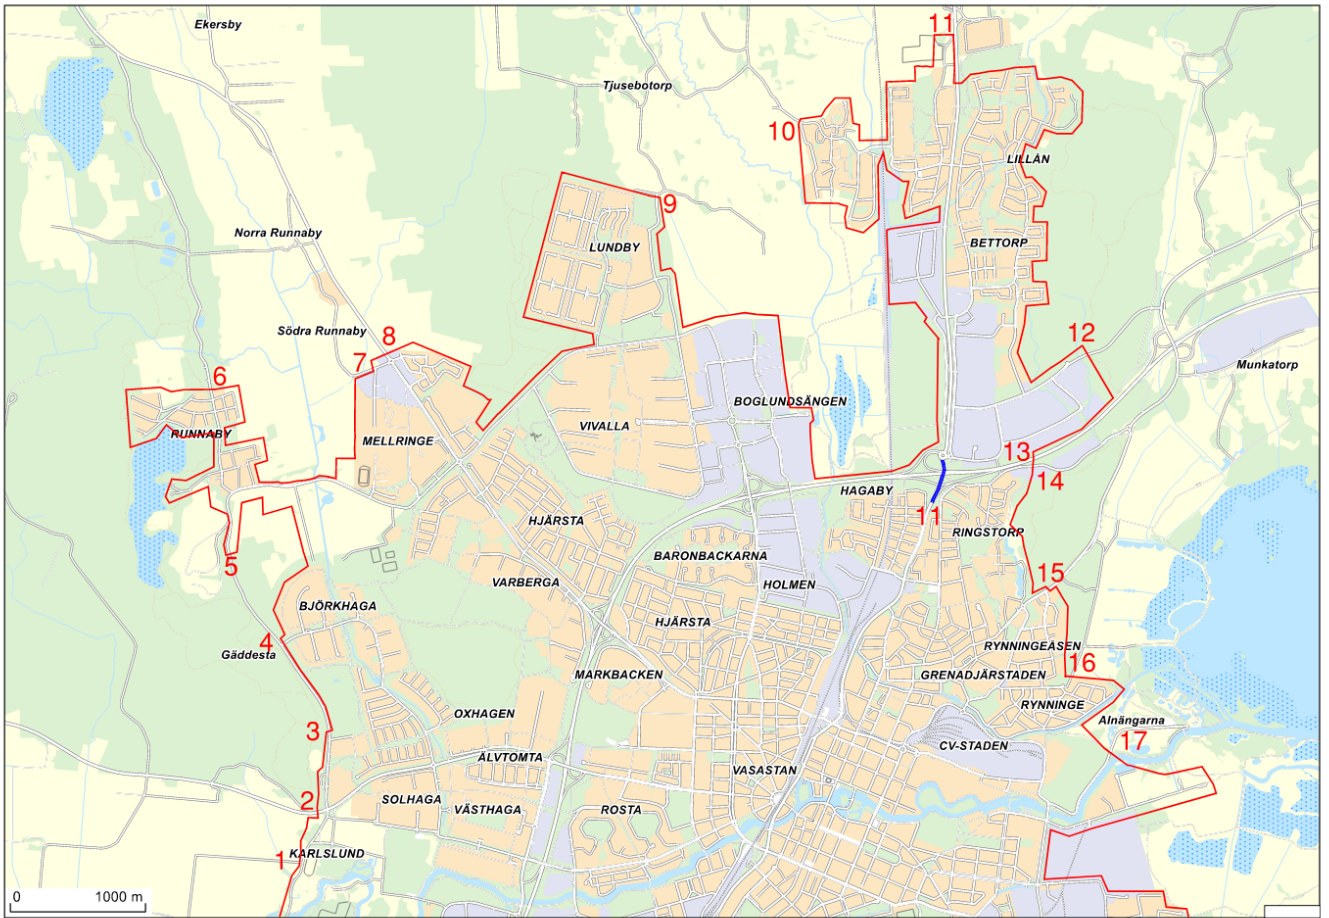 Ekersby
11
Tjusebotorp
10
LILLÅN
9
Norra Runnaby
LUNDBY
BETTORP
Södra Runnaby
8
12
7
Munkatorp
6
BOGLUNDSÄNGEN
RUNNABY
MELLRINGE
VIVALLA
13
14
HAGABY
11
HJÄRSTA
RINGSTORP
5
BARONBACKARNA
15
VARBERGA
HOLMEN
BJÖRKHAGA
HJÄRSTA
4
Gäddesta
RYNNINGEÅSEN
16
MARKBACKEN
GRENADJÄRSTADEN
RYNNINGE
OXHAGEN
Alnängarna
3
17
CV-STADEN
ÄLVTOMTA
VASASTAN
2
SOLHAGA
VÄSTHAGA
ROSTA
1
KARLSLUND
0 1000 m